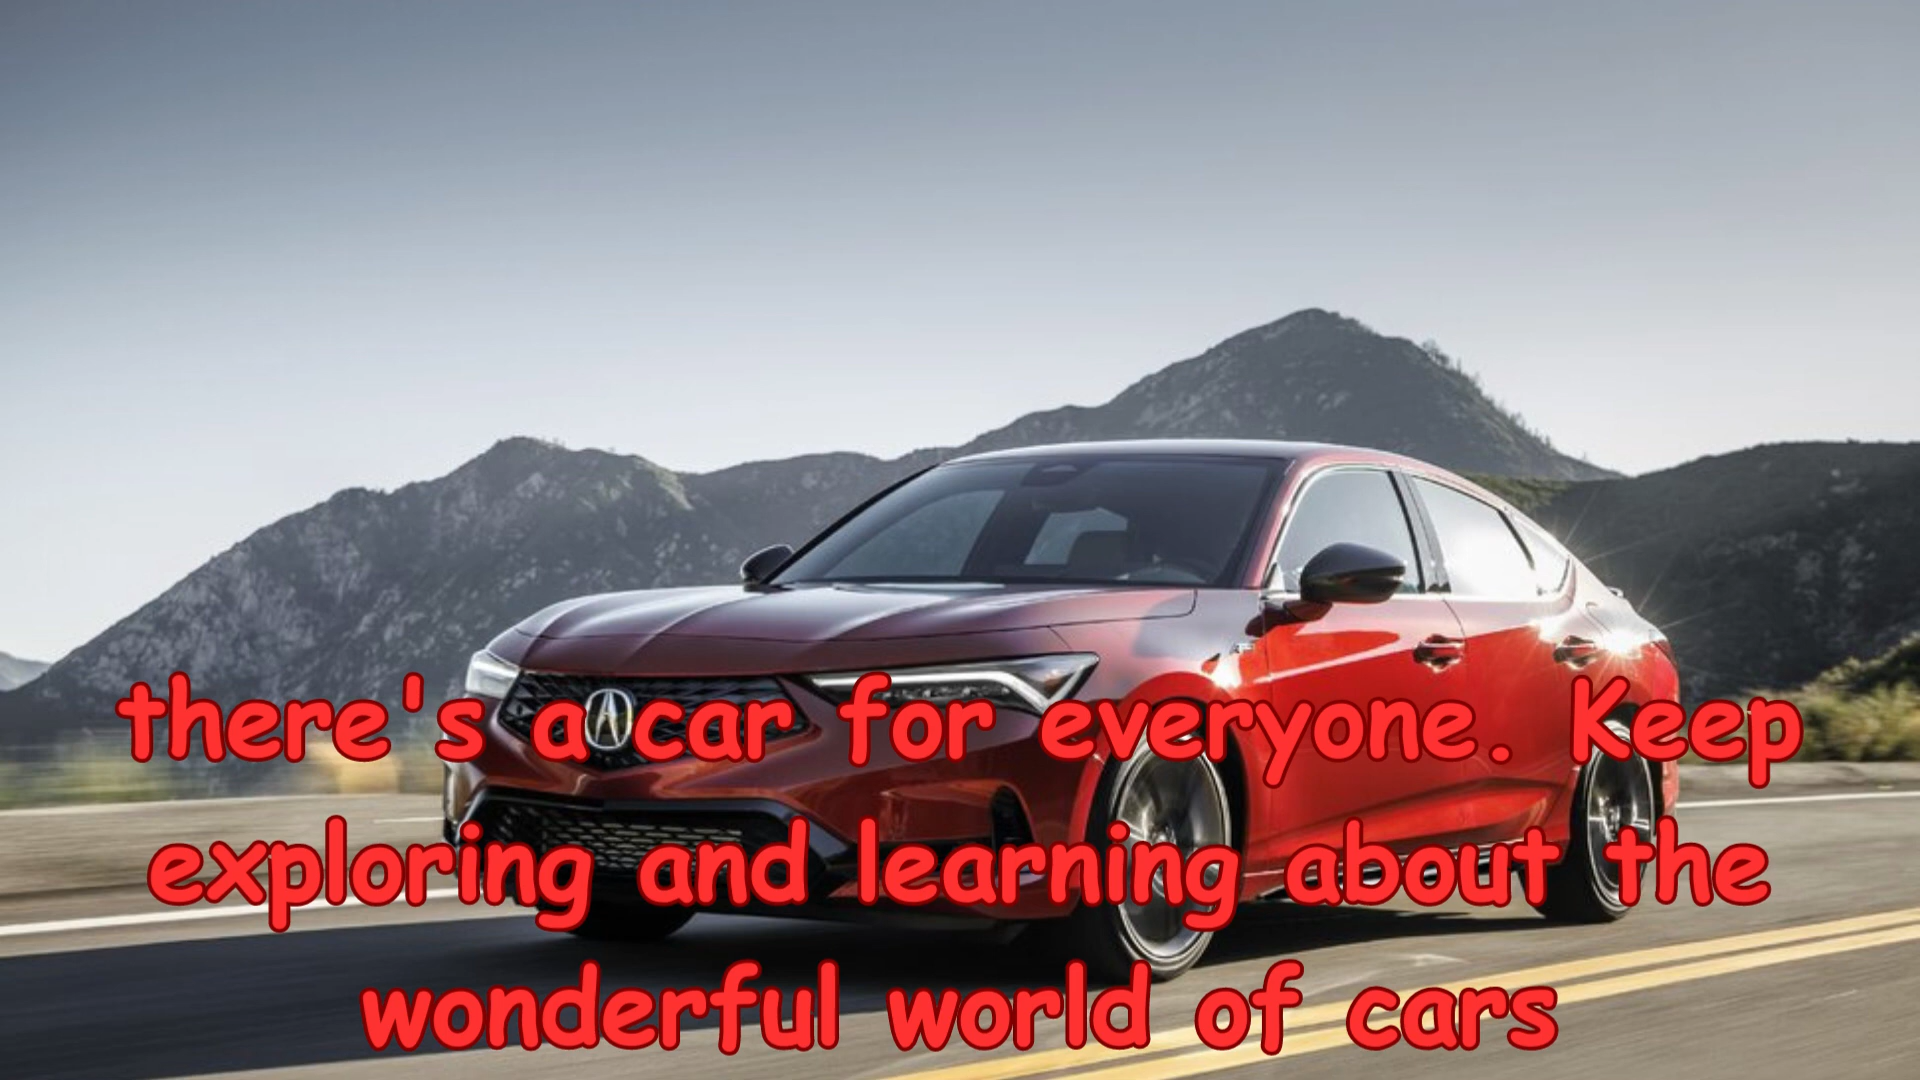 there's a car for everyone. Keep
exploring and learning about the
wonderful world of cars